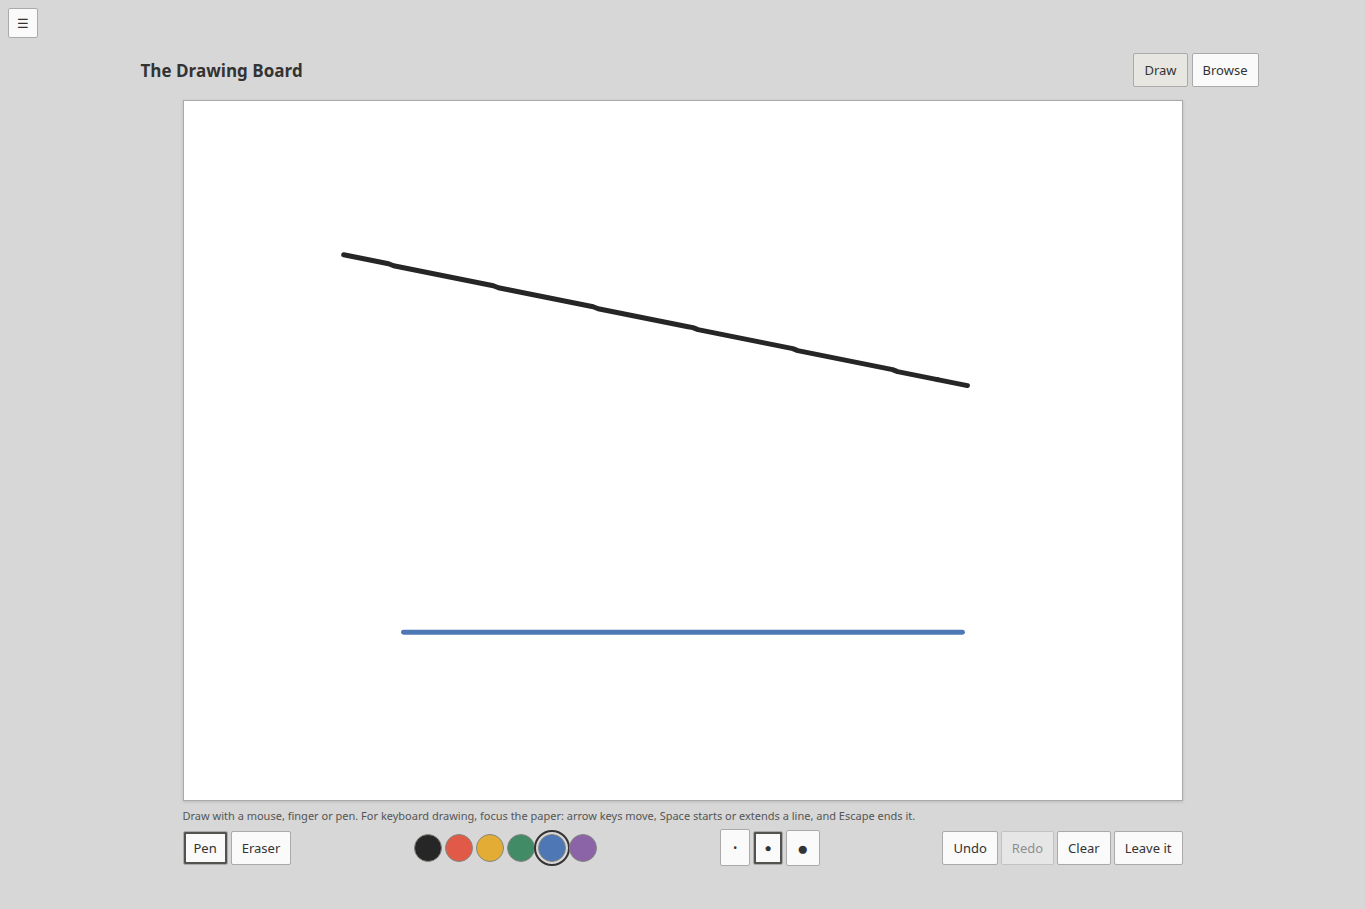 ☰
The Drawing Board
Draw Browse
Draw with a mouse, finger or pen. For keyboard drawing, focus the paper: arrow keys move, Space starts or extends a line, and Escape ends it.
Pen Eraser Undo Redo Clear Leave it